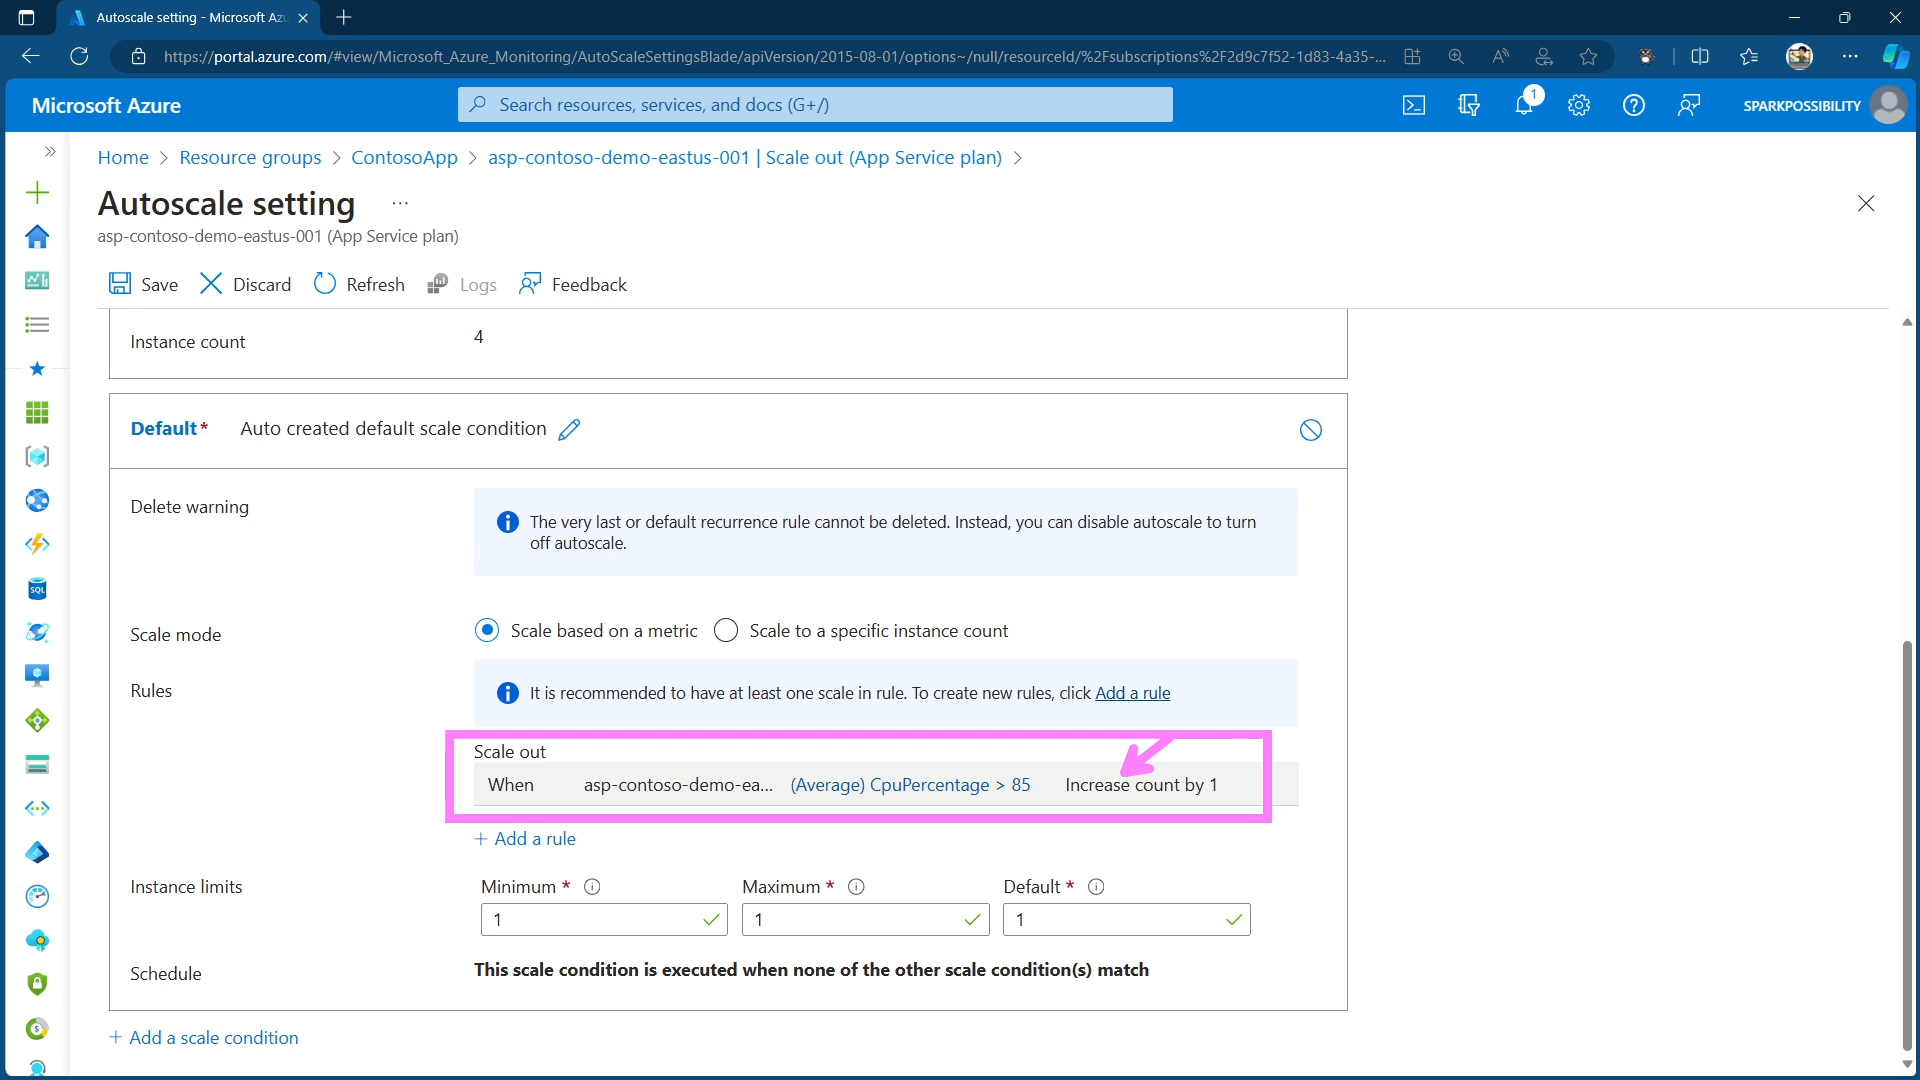 Autoscale setting - Microsoft Azu
https://portal.azure.com/#view/Microsoft_Azure_Monitoring/AutoScaleSettingsBlade/apiVersion/2015-08-01/options~/null/resourceId/%2Fsubscriptions%2F2d9c7f52-1d83-4a35-...
Microsoft Azure
Search resources, services, and docs (G+/)
1
SPARKPOSSIBILITY
Home > Resource groups > ContosoApp > asp-contoso-demo-eastus-001 | Scale out (App Service plan) >
Autoscale setting ...
asp-contoso-demo-eastus-001 (App Service plan)
Save Discard Refresh Logs Feedback
Instance count 4
Default* Auto created default scale condition
Delete warning
The very last or default recurrence rule cannot be deleted. Instead, you can disable autoscale to turn
off autoscale.
Scale mode
Scale based on a metric Scale to a specific instance count
Rules
It is recommended to have at least one scale in rule. To create new rules, click Add a rule
Scale out
When asp-contoso-demo-ea... (Average) CpuPercentage > 85 Increase count by 1
+ Add a rule
Instance limits
Minimum * Maximum * Default *
1 1 1
Schedule
This scale condition is executed when none of the other scale condition(s) match
+ Add a scale condition
SQL